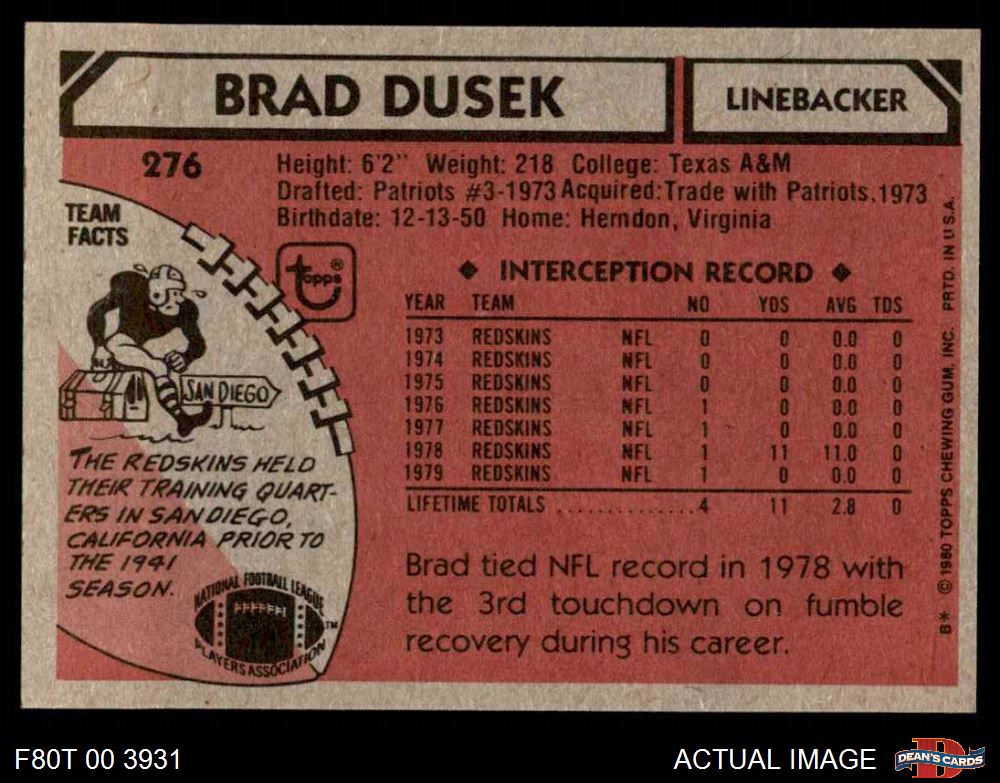 BRAD DUSEK
LINEBACKER
276
Height: 6'2" Weight: 218 College: Texas A&M
Drafted: Patriots #3-1973 Acquired: Trade with Patriots, 1973
Birthdate: 12-13-50 Home: Herndon, Virginia
TEAM
FACTS
SAN DIEGO
THE REDSKINS HELD
THEIR TRAINING QUART-
ERS IN SAN DIEGO,
CALIFORNIA PRIOR TO
THE 1941
SEASON.
NATIONAL FOOTBALL LEAGUE
PLAYERS ASSOCIATION
TM
topps®
◆ INTERCEPTION RECORD ◆
YEAR TEAM NO YDS AVG TDS
1973 REDSKINS NFL 0 0 0.0 0
1974 REDSKINS NFL 0 0 0.0 0
1975 REDSKINS NFL 0 0 0.0 0
1976 REDSKINS NFL 1 0 0.0 0
1977 REDSKINS NFL 1 0 0.0 0
1978 REDSKINS NFL 1 11 11.0 0
1979 REDSKINS NFL 1 0 0.0 0
LIFETIME TOTALS .............. 4 11 2.8 0
Brad tied NFL record in 1978 with
the 3rd touchdown on fumble
recovery during his career.
B* © 1980 TOPPS CHEWING GUM, INC. PRTD. IN U.S.A.
F80T 00 3931
ACTUAL IMAGE
D
DEAN'S CARDS